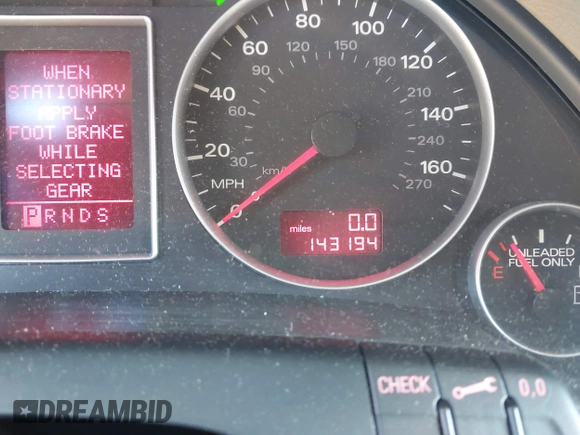 WHEN
STATIONARY
APPLY
FOOT BRAKE
WHILE
SELECTING
GEAR
PRNDS
0
20
40
60
80
100
120
140
160
MPH
0
30
60
90
120
150
180
210
240
270
km/h
miles 0.0
143194
E
UNLEADED
FUEL ONLY
CHECK
0.0
DREAMBID